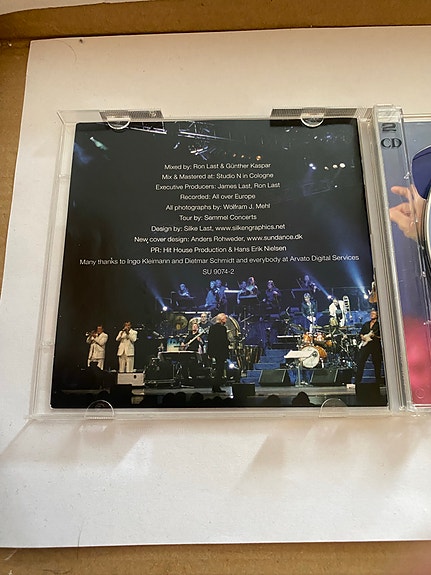 Mixed by: Ron Last & Günther Kaspar
Mix & Mastered at: Studio N in Cologne
Executive Producers: James Last, Ron Last
Recorded: All over Europe
All photographs by: Wolfram J. Mehl
Tour by: Semmel Concerts
Design by: Silke Last, www.silkengraphics.net
New cover design: Anders Rohweder, www.sundance.dk
PR: Hit House Production & Hans Erik Nielsen
Many thanks to Ingo Kleimann and Dietmar Schmidt and everybody at Arvato Digital Services
SU 9074-2
2
CD